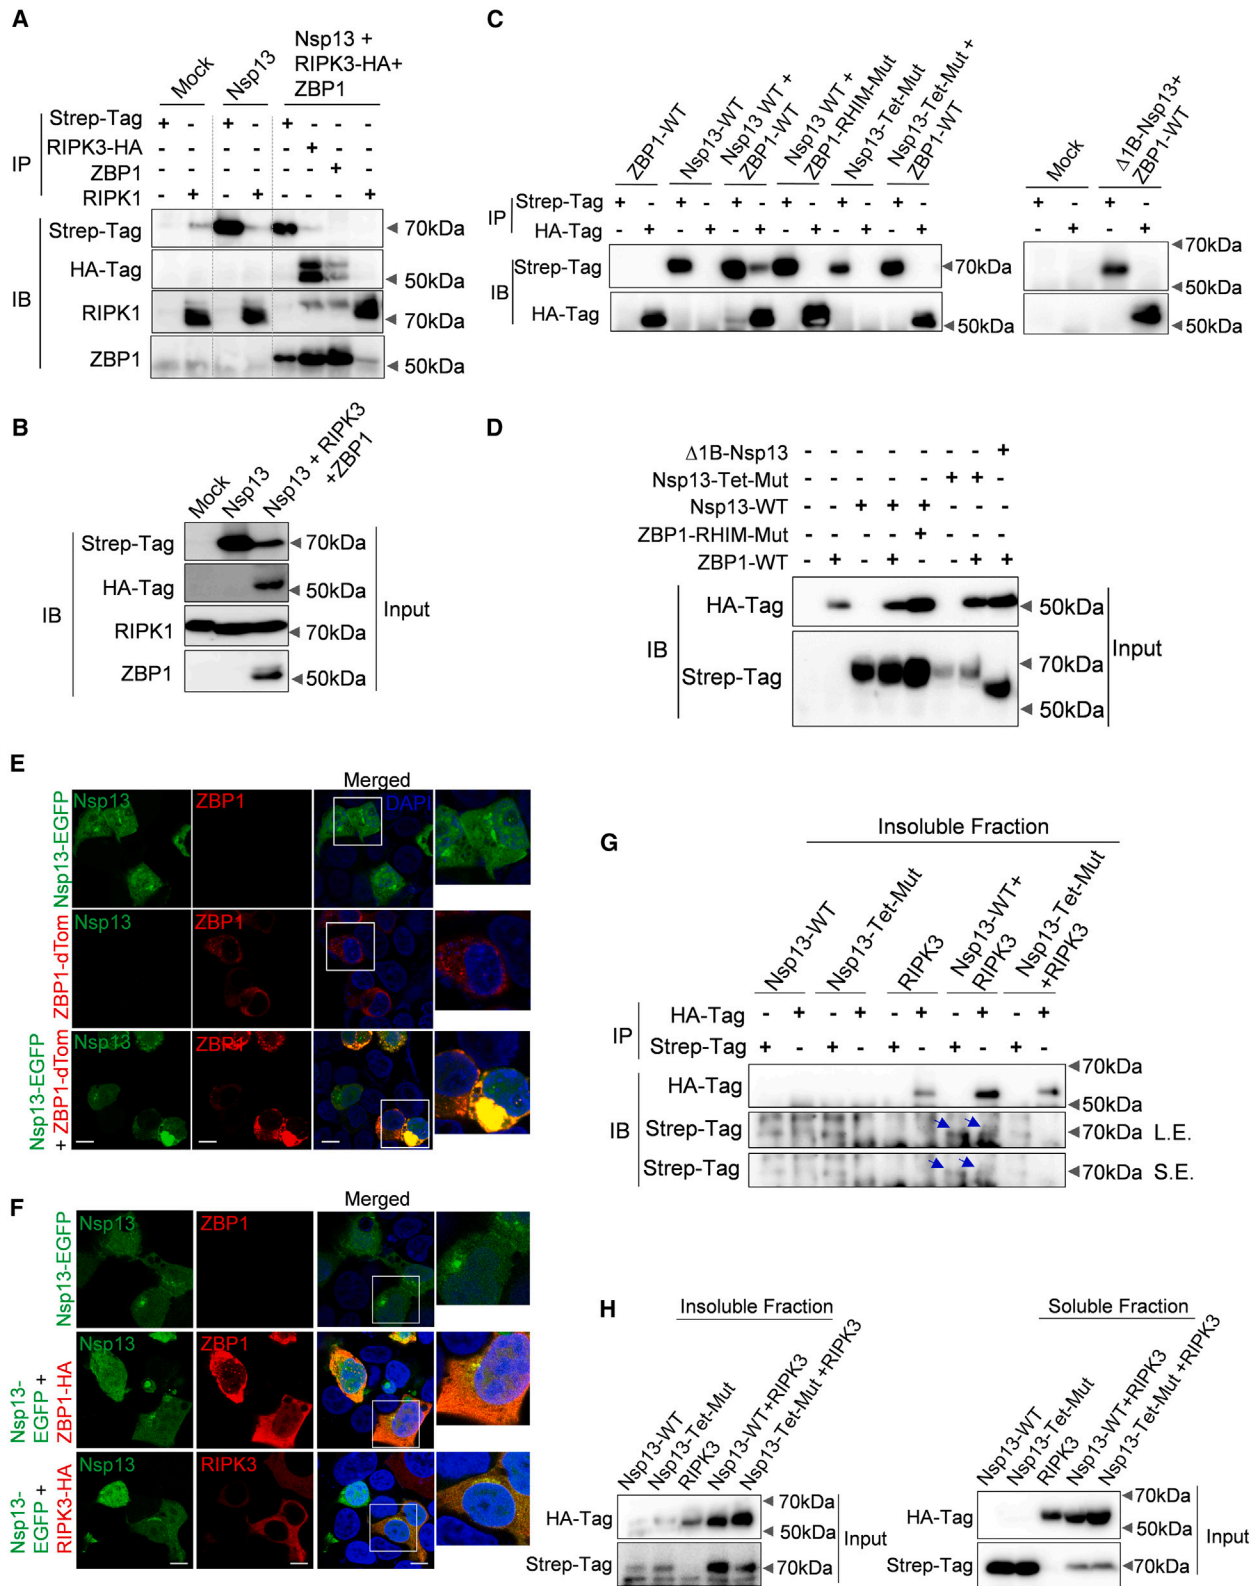 A
Mock
Nsp13
Nsp13 +
RIPK3-HA+
ZBP1
IP
Strep-Tag + - + - + - - -
RIPK3-HA - - - - - + - -
ZBP1 - - - - - - + -
RIPK1 - + - + - - - +
IB
Strep-Tag 70kDa
HA-Tag 50kDa
RIPK1 70kDa
ZBP1 50kDa
B
Mock
Nsp13
Nsp13 + RIPK3
+ZBP1
IB
Strep-Tag 70kDa
HA-Tag 50kDa
RIPK1 70kDa
ZBP1 50kDa
Input
C
ZBP1-WT
Nsp13-WT
Nsp13 WT +
ZBP1-WT
Nsp13 WT +
ZBP1-RHIM-Mut
Nsp13-Tet-Mut
Nsp13-Tet-Mut +
ZBP1-WT
Mock
Δ1B-Nsp13+
ZBP1-WT
IP
Strep-Tag + - + - + - + - + - + - + - + -
HA-Tag - + - + - + - + - + - + - + - +
IB
Strep-Tag 70kDa
HA-Tag 50kDa
70kDa
50kDa
50kDa
D
Δ1B-Nsp13 - - - - - - - +
Nsp13-Tet-Mut - - - - - + + -
Nsp13-WT - - + + + - - -
ZBP1-RHIM-Mut - - - - + - - -
ZBP1-WT - + - + - - + +
IB
HA-Tag 50kDa
Strep-Tag 70kDa
50kDa
Input
E
Merged
Nsp13-EGFP
Nsp13
ZBP1
DAPI
ZBP1-dTom
Nsp13
ZBP1
Nsp13-EGFP
+ ZBP1-dTom
Nsp13
ZBP1
F
Merged
Nsp13-EGFP
Nsp13
ZBP1
Nsp13-
EGFP +
ZBP1-HA
Nsp13
ZBP1
Nsp13-
EGFP +
RIPK3-HA
Nsp13
RIPK3
G
Insoluble Fraction
Nsp13-WT
Nsp13-Tet-Mut
RIPK3
Nsp13-WT+
RIPK3
Nsp13-Tet-Mut
+RIPK3
IP
HA-Tag - + - + - + - + - +
Strep-Tag + - + - + - + - + -
IB
HA-Tag 70kDa
50kDa
Strep-Tag 70kDa L.E.
Strep-Tag 70kDa S.E.
H
Insoluble Fraction
Nsp13-WT
Nsp13-Tet-Mut
RIPK3
Nsp13-WT+RIPK3
Nsp13-Tet-Mut +RIPK3
HA-Tag 70kDa
50kDa
Strep-Tag 70kDa
Input
Soluble Fraction
Nsp13-WT
Nsp13-Tet-Mut
RIPK3
Nsp13-WT+RIPK3
Nsp13-Tet-Mut +RIPK3
HA-Tag 70kDa
50kDa
Strep-Tag 70kDa
Input